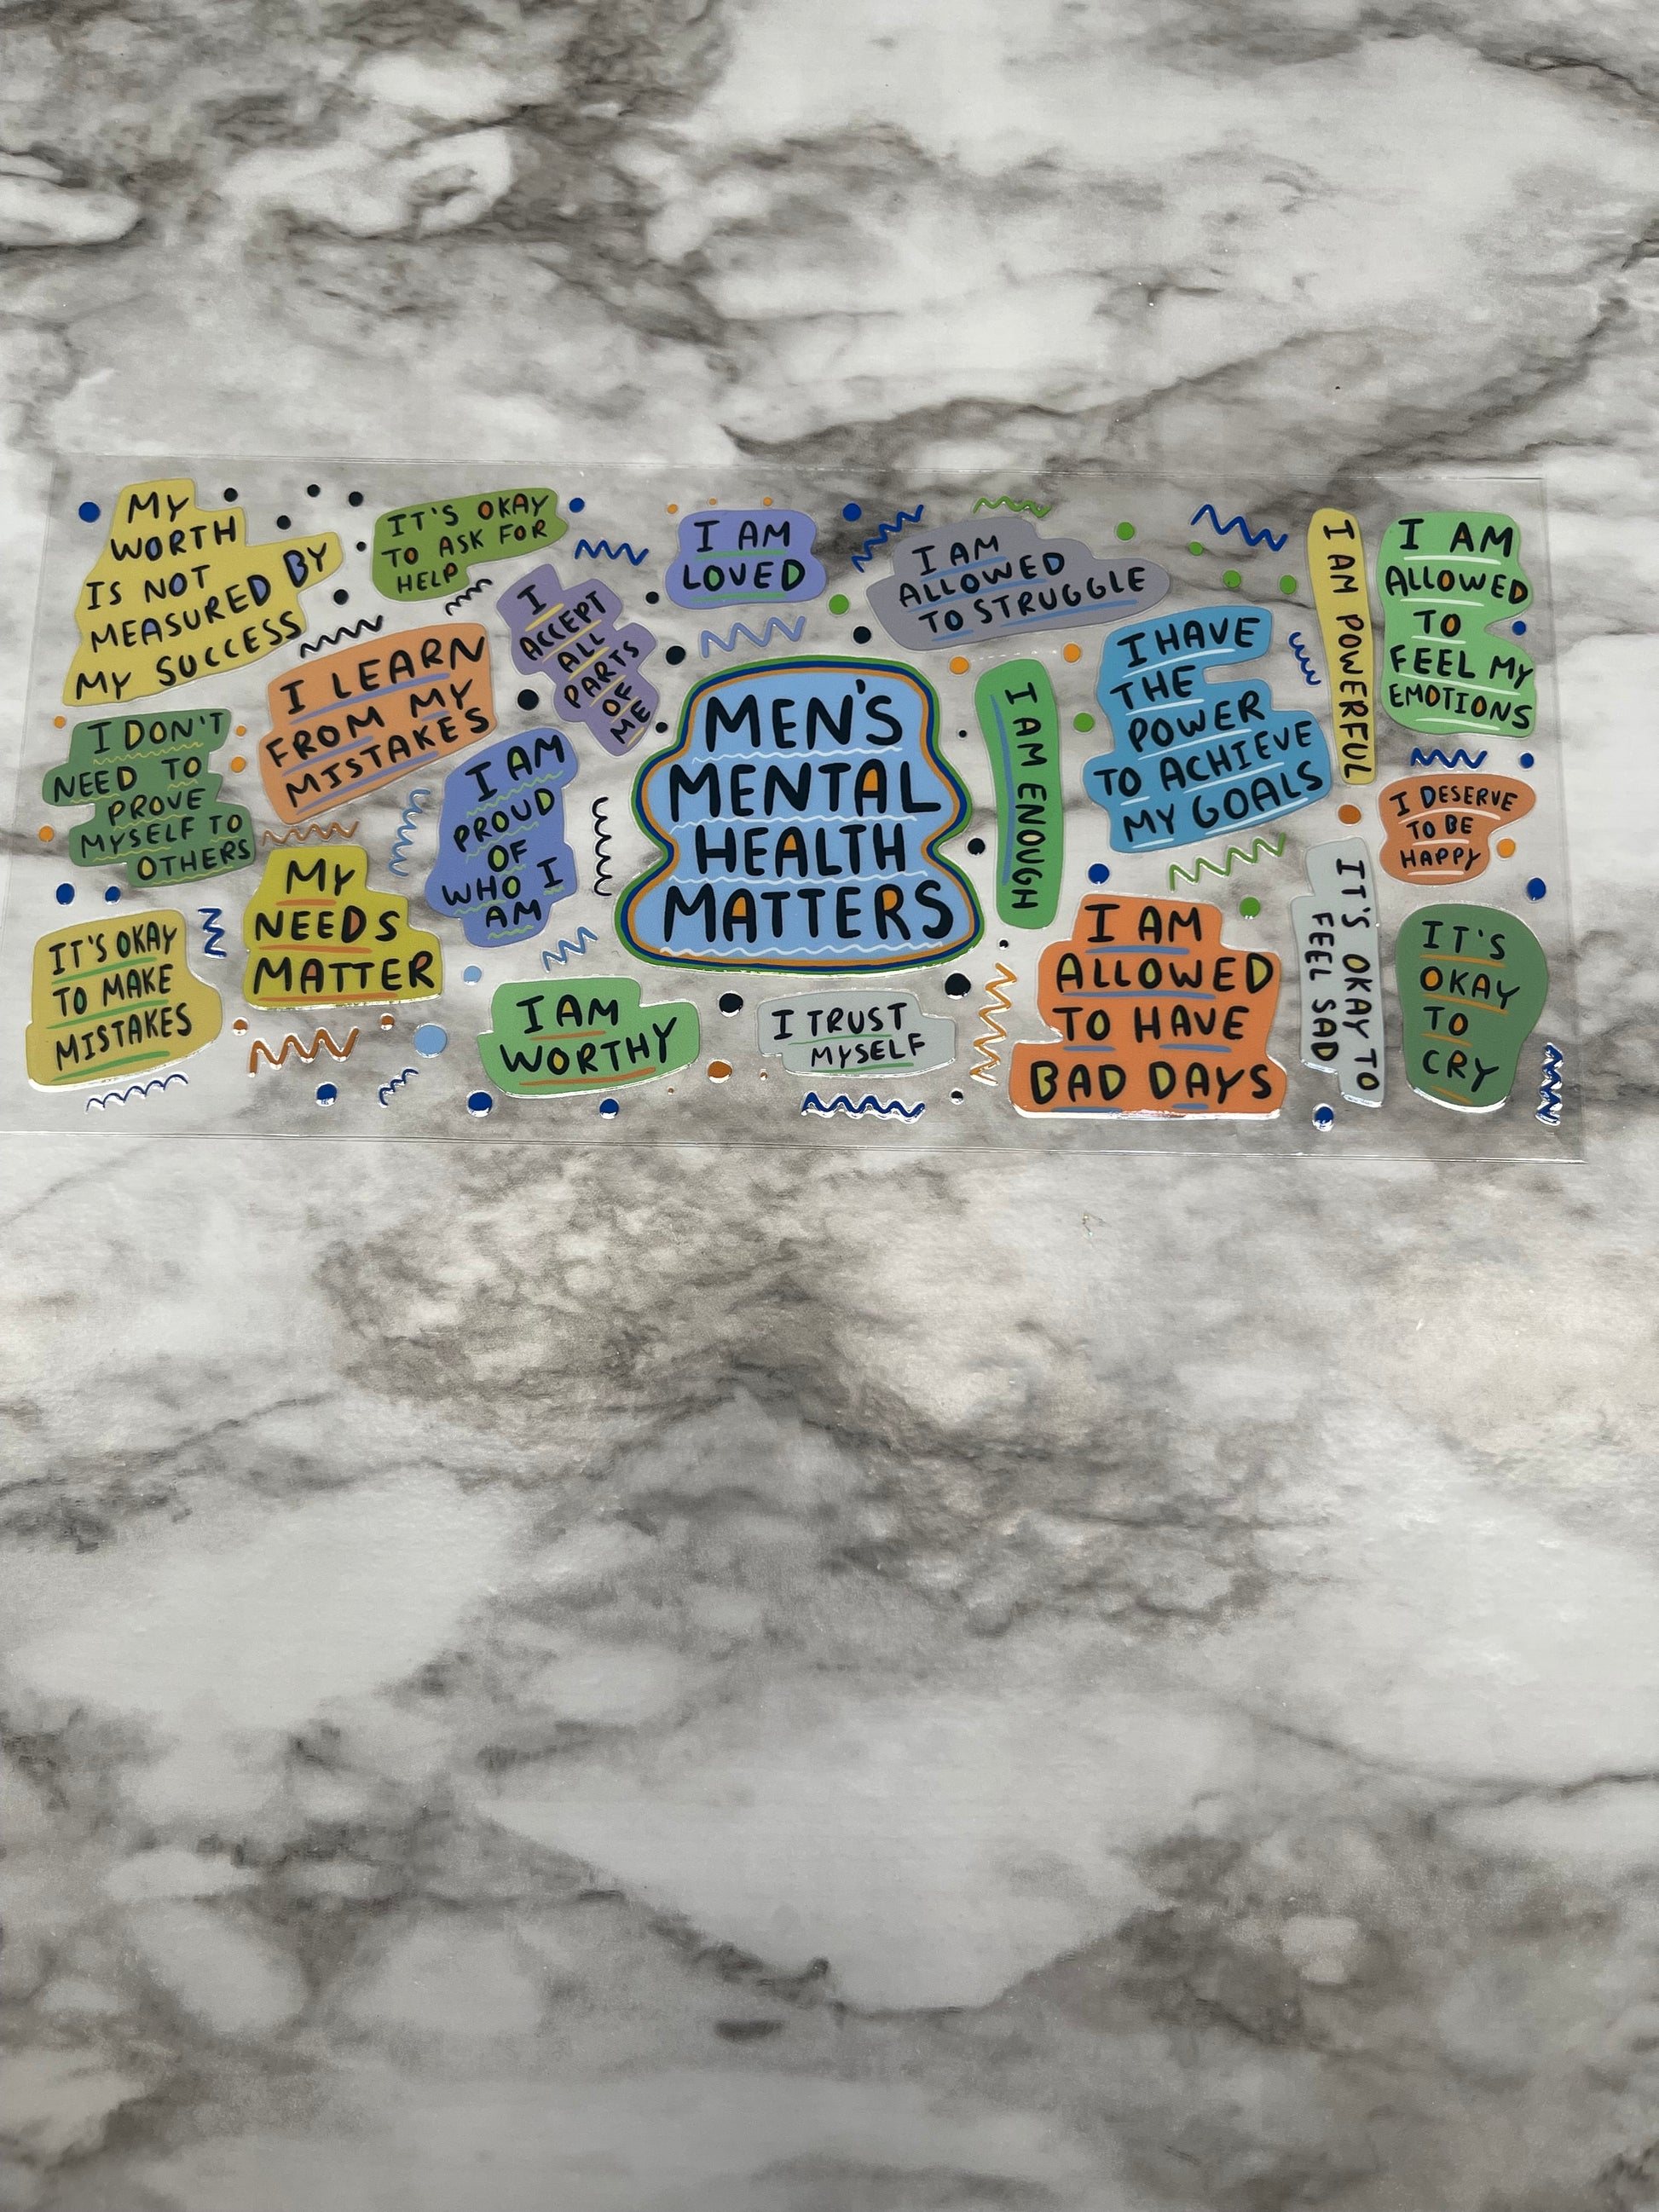 MY
WORTH
IS NOT
MEASURED BY
MY SUCCESS
IT'S OKAY
TO ASK FOR
HELP
I
ACCEPT
ALL
PARTS
OF
ME
I AM
LOVED
I AM
ALLOWED
TO STRUGGLE
I HAVE
THE
POWER
TO ACHIEVE
MY GOALS
I AM POWERFUL
I AM
ALLOWED
TO
FEEL MY
EMOTIONS
I DON'T
NEED TO
PROVE
MYSELF TO
OTHERS
I LEARN
FROM MY
MISTAKES
I AM
PROUD
OF
WHO I
AM
MEN'S
MENTAL
HEALTH
MATTERS
I AM ENOUGH
I DESERVE
TO BE
HAPPY
IT'S OKAY
TO MAKE
MISTAKES
MY
NEEDS
MATTER
I AM
WORTHY
I TRUST
MYSELF
I AM
ALLOWED
TO HAVE
BAD DAYS
IT'S OKAY TO
FEEL SAD
IT'S
OKAY
TO
CRY